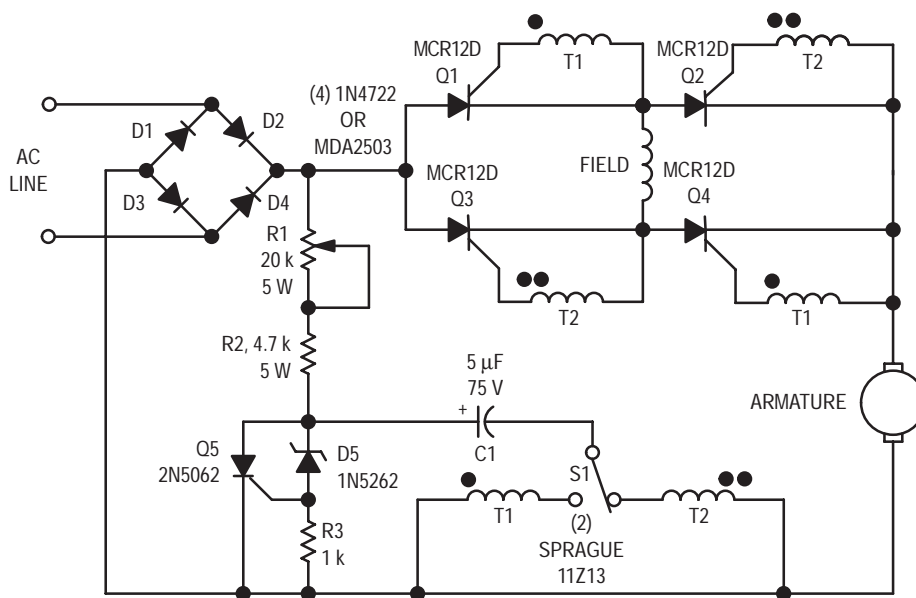 MCR12D
Q1
T1
MCR12D
Q2
T2
(4) 1N4722
OR
MDA2503
D1
D2
AC
LINE
D3
D4
MCR12D
Q3
FIELD
MCR12D
Q4
R1
20 k
5 W
T2
T1
R2, 4.7 k
5 W
5 µF
75 V
+
C1
ARMATURE
Q5
2N5062
D5
1N5262
S1
T1
T2
R3
1 k
(2)
SPRAGUE
11Z13